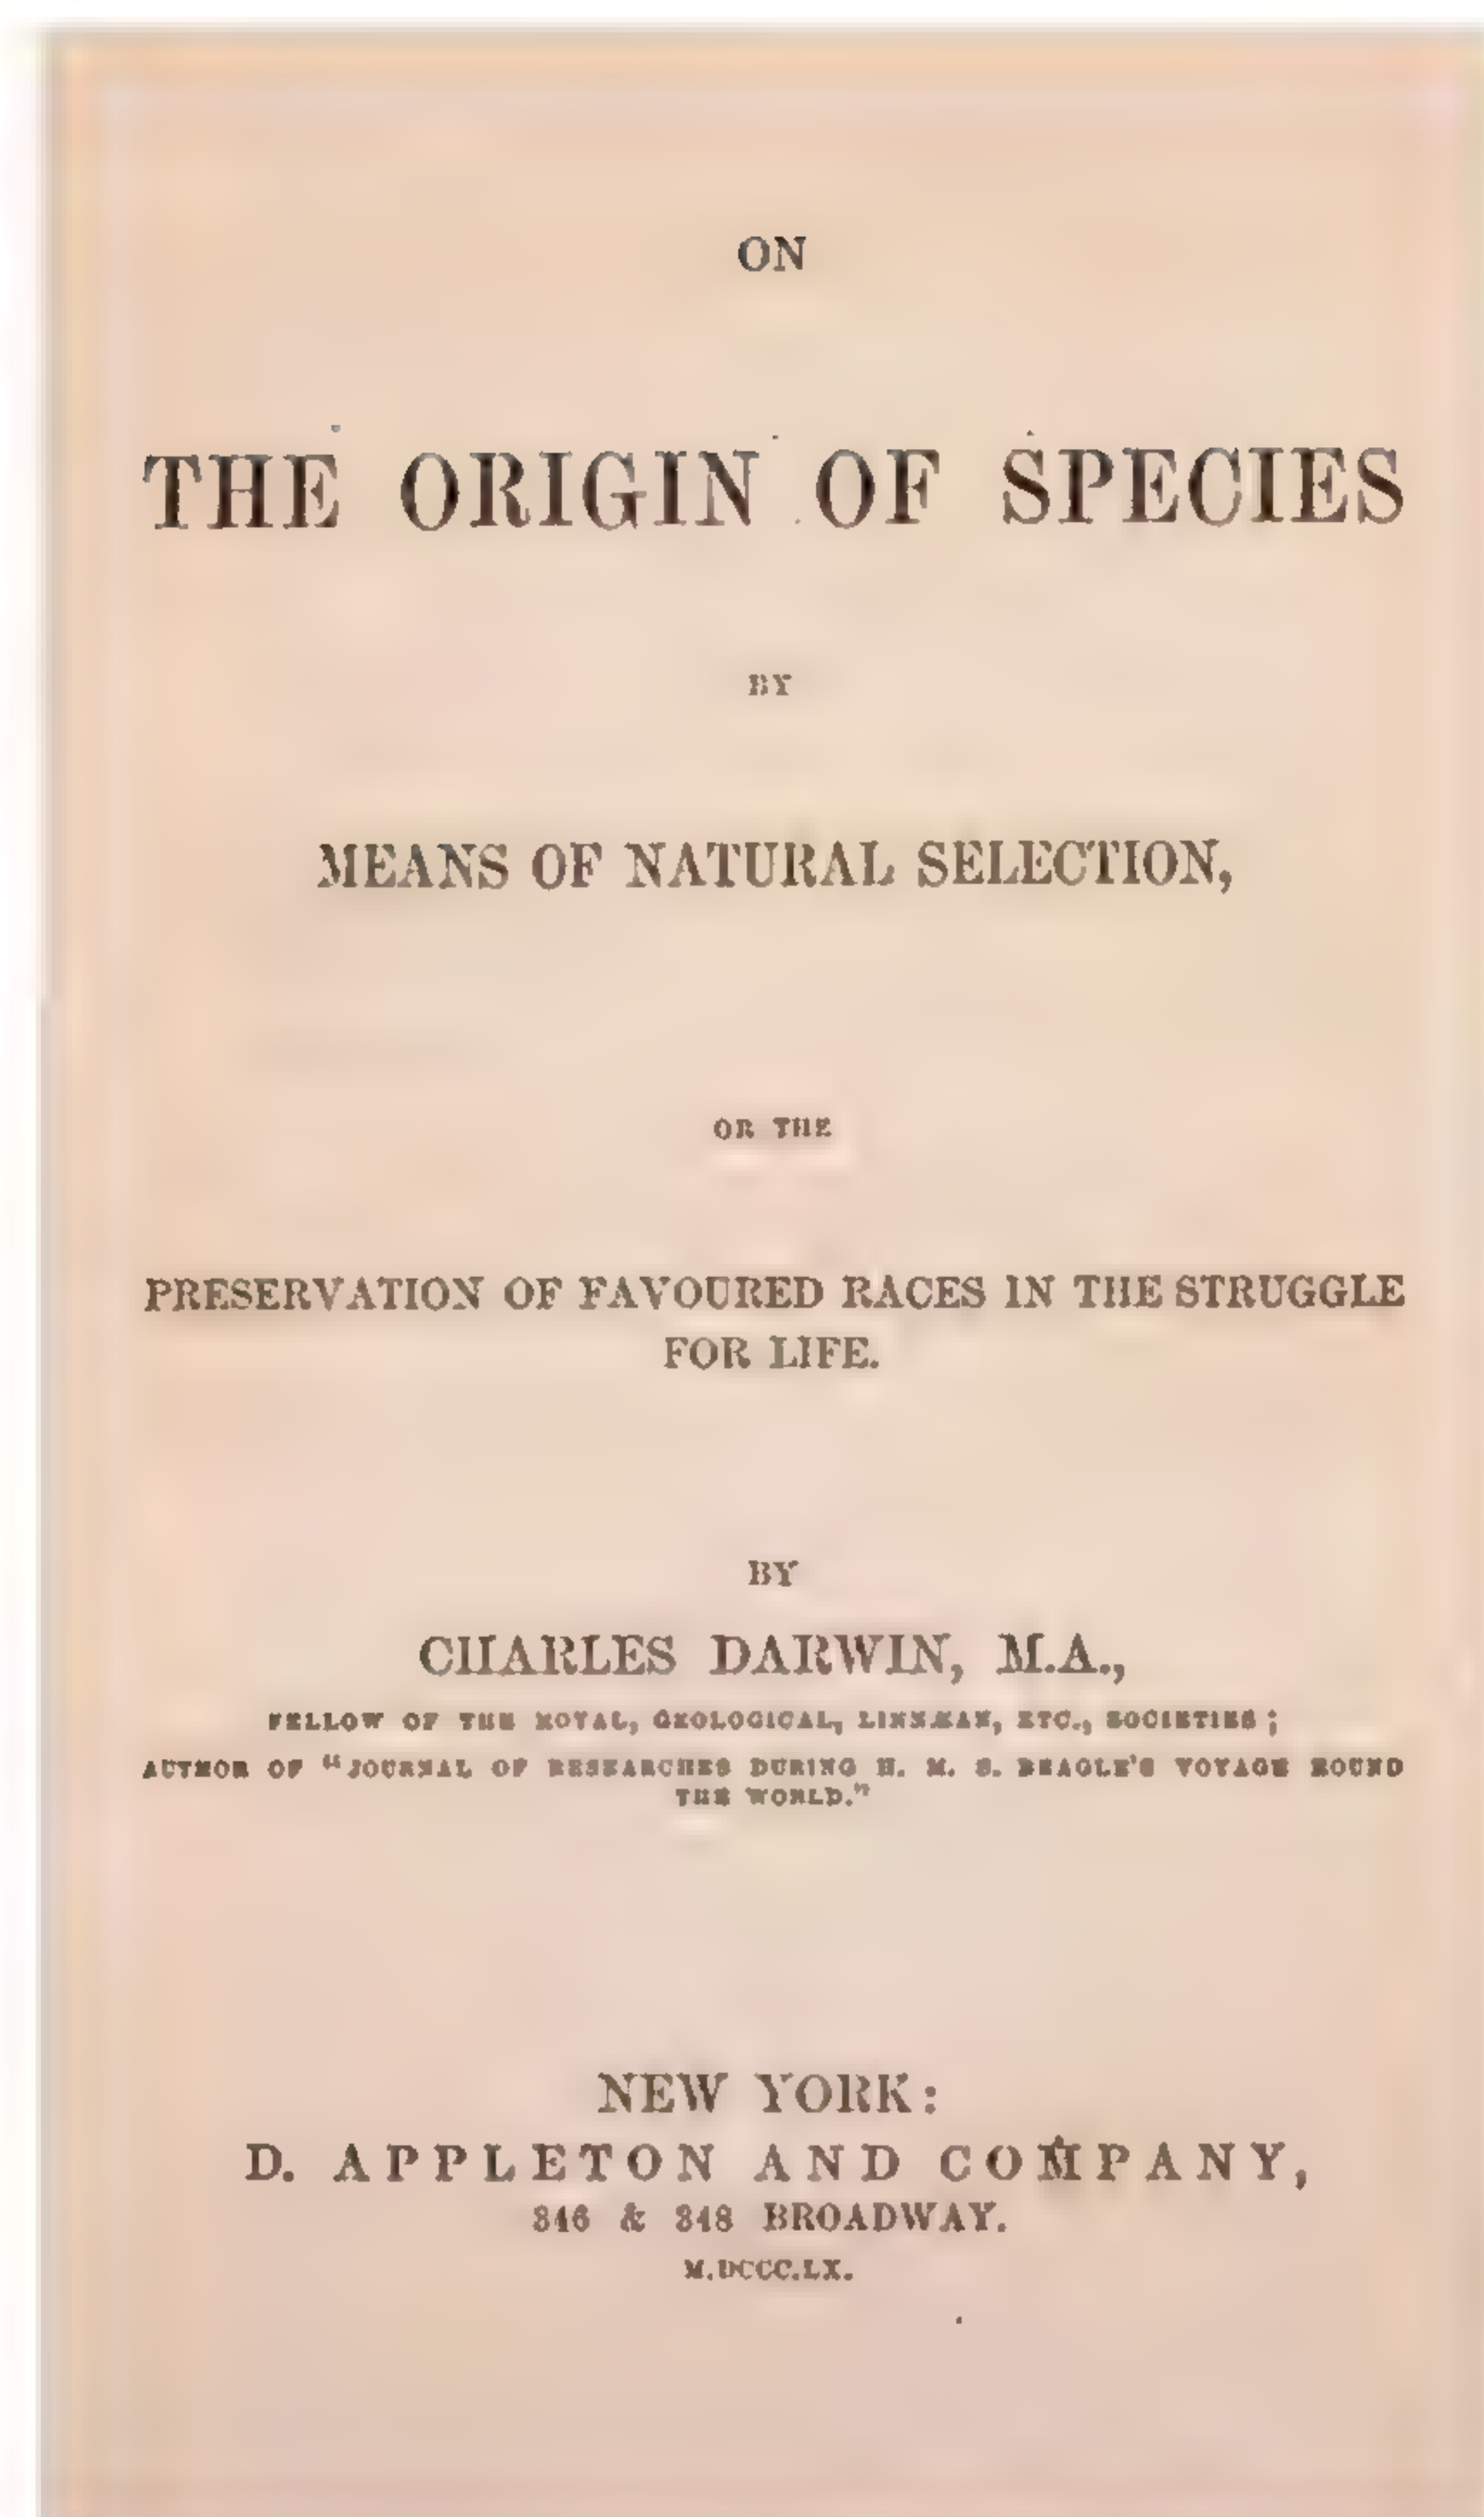 ON
THE ORIGIN OF SPECIES
BY
MEANS OF NATURAL SELECTION,
OR THE
PRESERVATION OF FAVOURED RACES IN THE STRUGGLE
FOR LIFE.
BY
CHARLES DARWIN, M.A.,
FELLOW OF THE ROYAL, GEOLOGICAL, LINNÆAN, ETC., SOCIETIES;
AUTHOR OF “JOURNAL OF RESEARCHES DURING H. M. S. BEAGLE'S VOYAGE ROUND
THE WORLD.”
NEW YORK:
D. APPLETON AND COMPANY,
346 & 348 BROADWAY.
M.DCCC.LX.